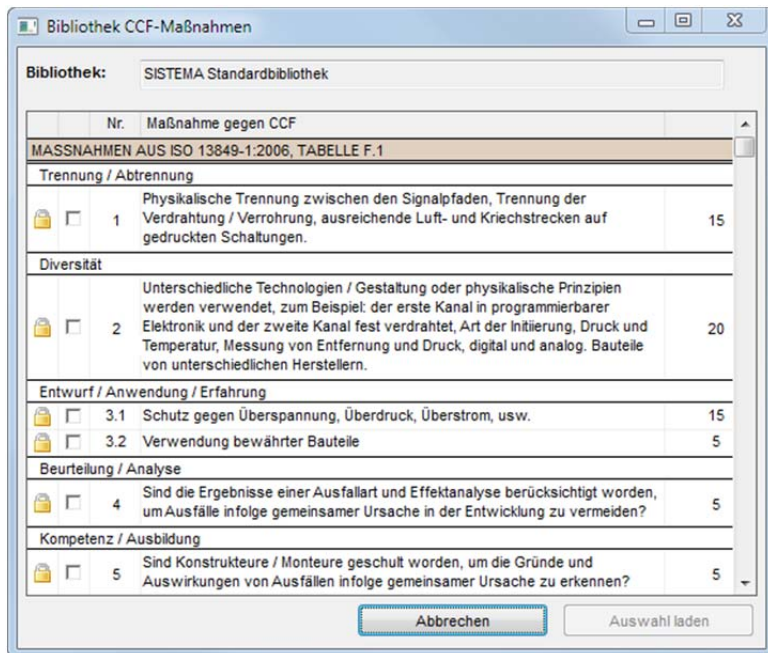 Bibliothek CCF-Maßnahmen
Bibliothek: SISTEMA Standardbibliothek
Nr. Maßnahme gegen CCF
MASSNAHMEN AUS ISO 13849-1:2006, TABELLE F.1
Trennung / Abtrennung
Physikalische Trennung zwischen den Signalpfaden, Trennung der
1 Verdrahtung / Verrohrung, ausreichende Luft- und Kriechstrecken auf 15
gedruckten Schaltungen.
Diversität
Unterschiedliche Technologien / Gestaltung oder physikalische Prinzipien
werden verwendet, zum Beispiel: der erste Kanal in programmierbarer
2 Elektronik und der zweite Kanal fest verdrahtet, Art der Initiierung, Druck und 20
Temperatur, Messung von Entfernung und Druck, digital und analog. Bauteile
von unterschiedlichen Herstellern.
Entwurf / Anwendung / Erfahrung
3.1 Schutz gegen Überspannung, Überdruck, Überstrom, usw. 15
3.2 Verwendung bewährter Bauteile 5
Beurteilung / Analyse
4 Sind die Ergebnisse einer Ausfallart und Effektanalyse berücksichtigt worden, 5
um Ausfälle infolge gemeinsamer Ursache in der Entwicklung zu vermeiden?
Kompetenz / Ausbildung
5 Sind Konstrukteure / Monteure geschult worden, um die Gründe und 5
Auswirkungen von Ausfällen infolge gemeinsamer Ursache zu erkennen?
Abbrechen Auswahl laden